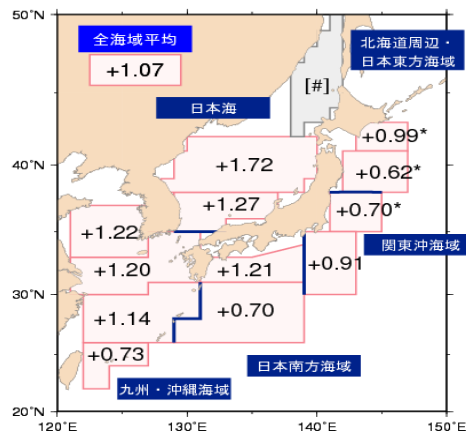 50°N
全海域平均
+1.07
北海道周辺・
日本東方海域
[#]
日本海
+0.99*
40°N
+1.72
+0.62*
+1.27
+0.70*
+1.22
関東沖海域
+1.20
+1.21
+0.91
30°N
+1.14
+0.70
+0.73
日本南方海域
九州・沖縄海域
20°N
120°E
130°E
140°E
150°E